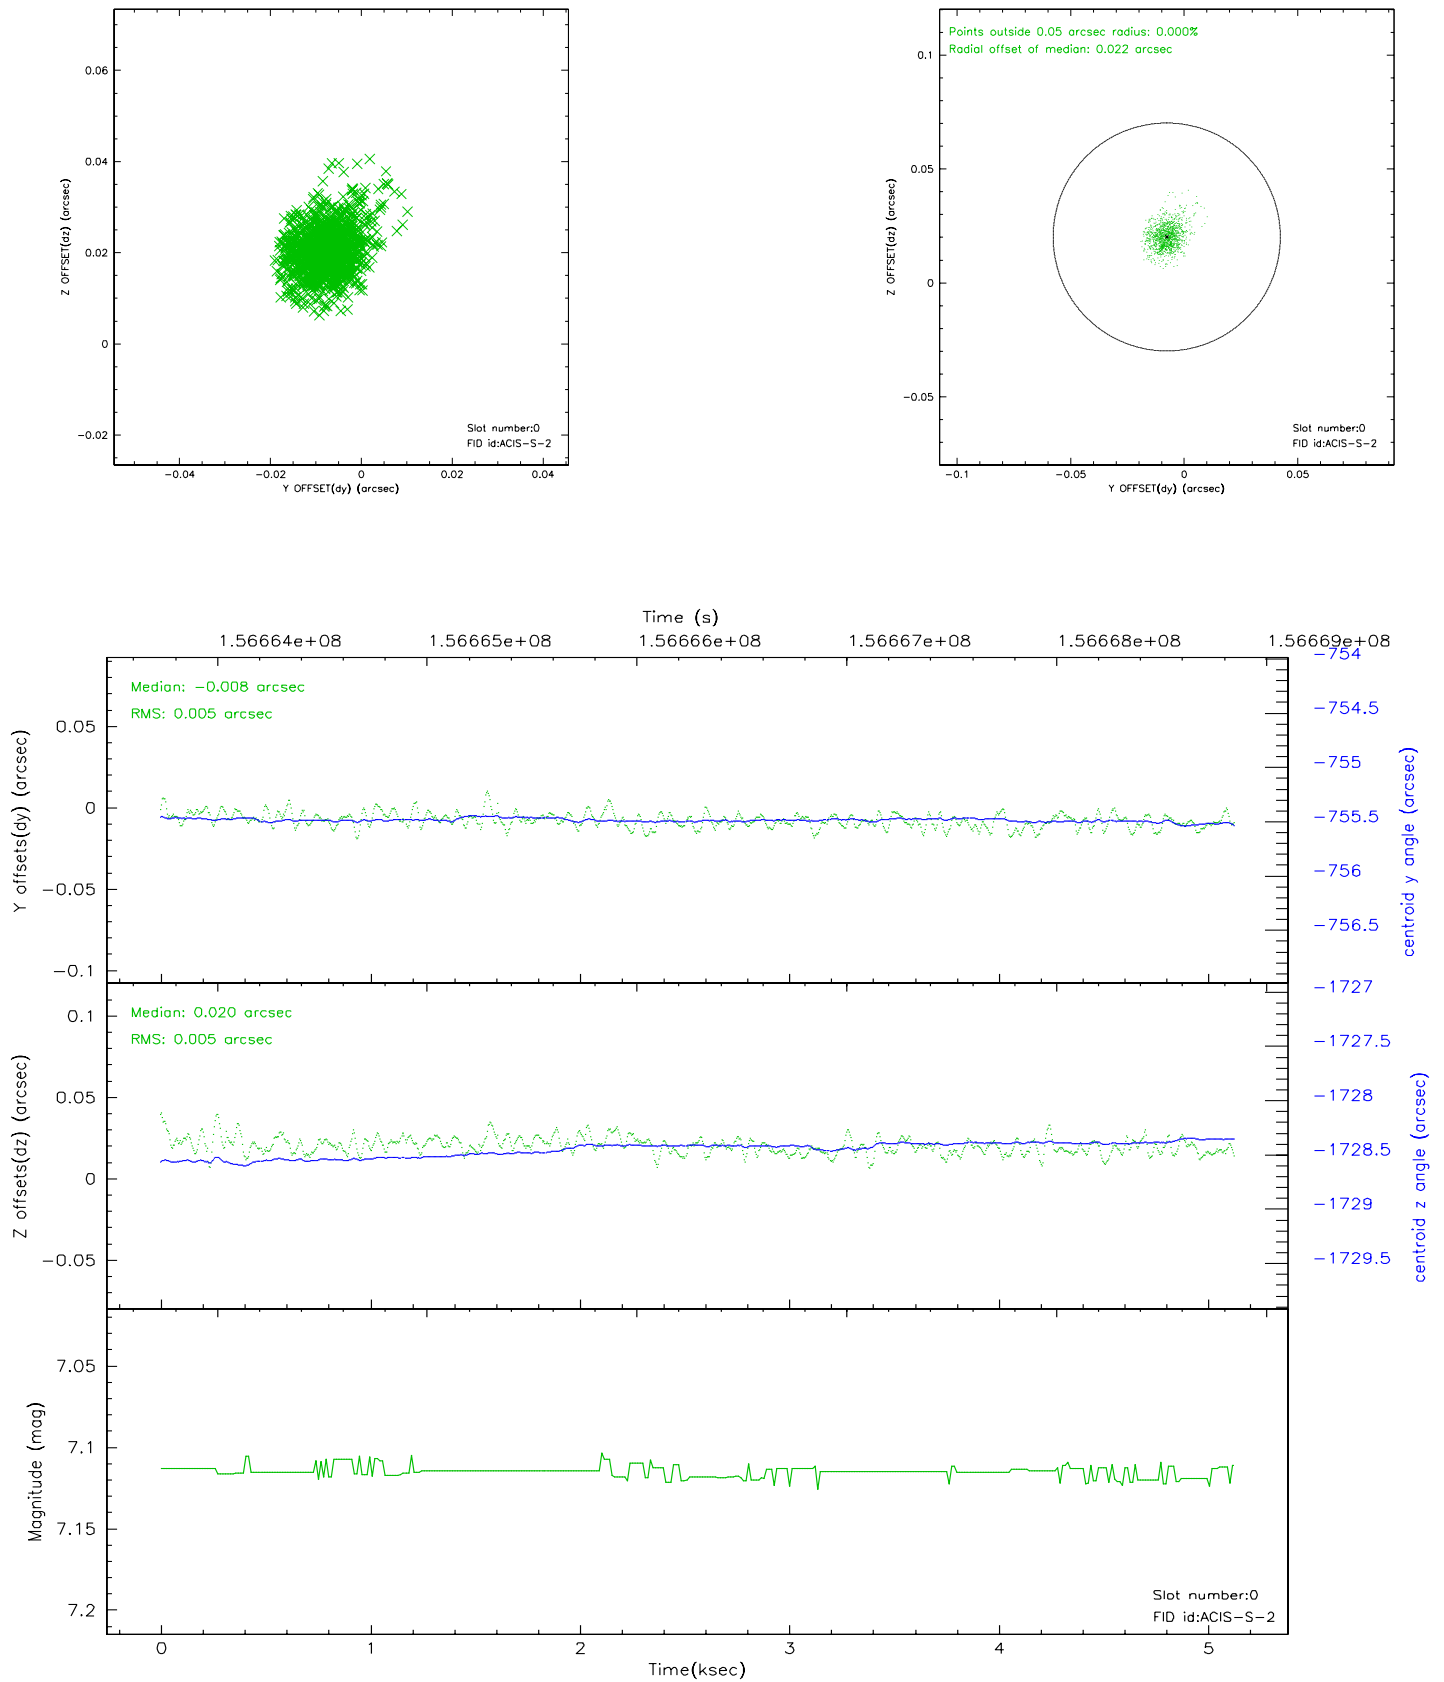 0.06
0.04
0.02
0
−0.02
Z OFFSET(dz) (arcsec)
Slot number:0
FID id:ACIS−S−2
−0.04 −0.02 0 0.02 0.04
Y OFFSET(dy) (arcsec)
Points outside 0.05 arcsec radius: 0.000%
Radial offset of median: 0.022 arcsec
0.1
0.05
0
−0.05
Z OFFSET(dz) (arcsec)
Slot number:0
FID id:ACIS−S−2
−0.1 −0.05 0 0.05
Y OFFSET(dy) (arcsec)
Time (s)
1.56664e+08 1.56665e+08 1.56666e+08 1.56667e+08 1.56668e+08 1.56669e+08
Median: −0.008 arcsec
RMS: 0.005 arcsec
0.05
0
−0.05
−0.1
Y offsets(dy) (arcsec)
−754
−754.5
−755
−755.5
−756
−756.5
centroid y angle (arcsec)
Median: 0.020 arcsec
RMS: 0.005 arcsec
0.1
0.05
0
−0.05
Z offsets(dz) (arcsec)
−1727
−1727.5
−1728
−1728.5
−1729
−1729.5
centroid z angle (arcsec)
7.05
7.1
7.15
7.2
Magnitude (mag)
Slot number:0
FID id:ACIS−S−2
0 1 2 3 4 5
Time(ksec)